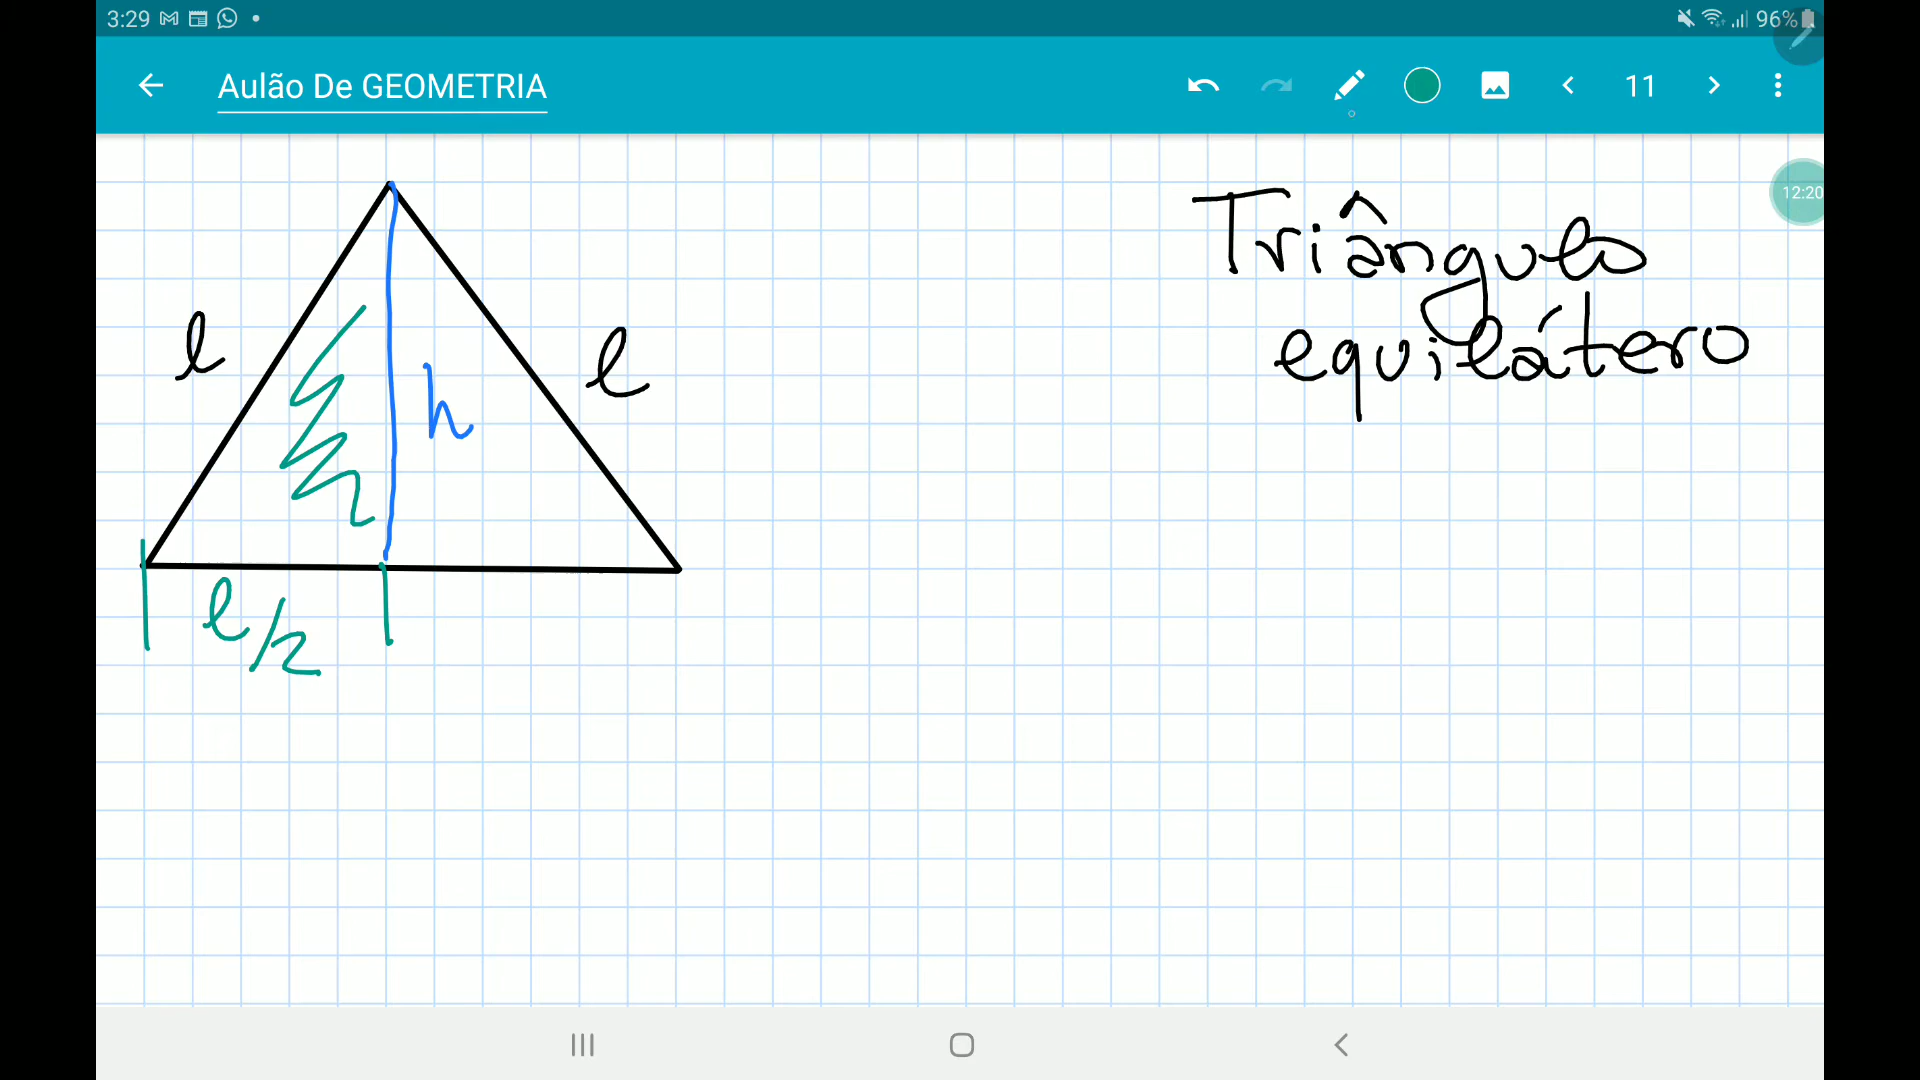 3:29
96%
Aulão De GEOMETRIA
11
12:20
Triângulo
equilátero
l
l
h
l/2